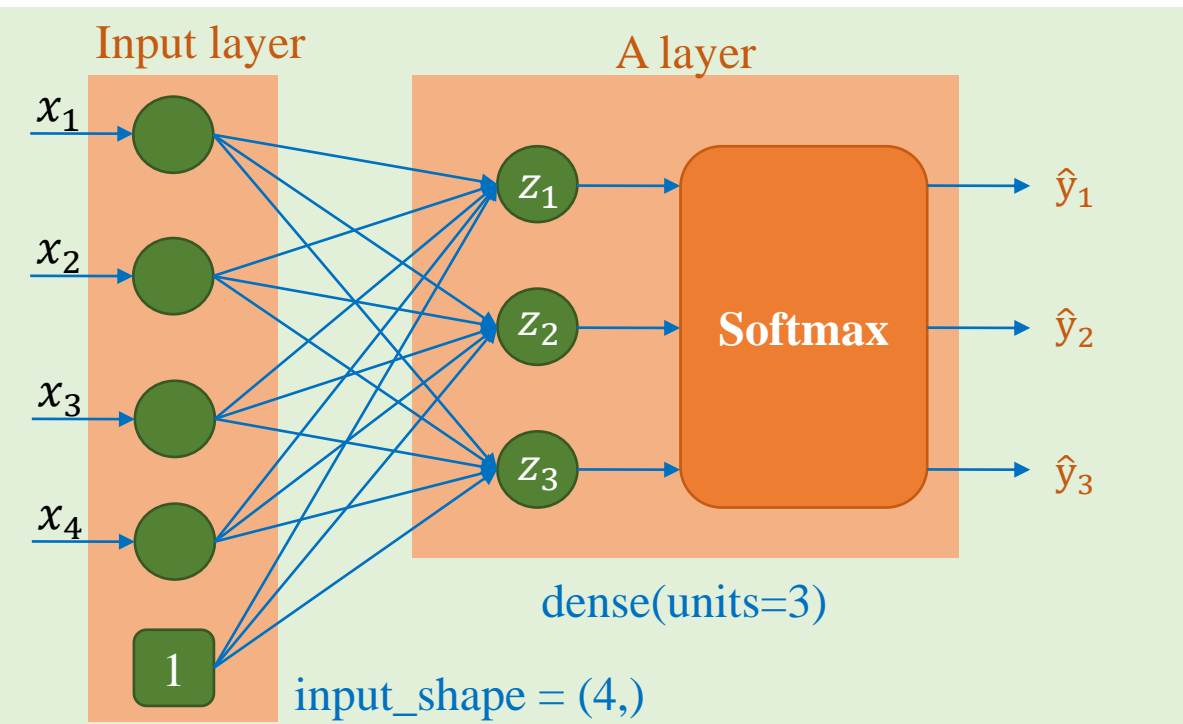 Input layer
A layer
x₁
x₂
x₃
x₄
1
z₁
z₂
z₃
Softmax
ŷ₁
ŷ₂
ŷ₃
dense(units=3)
input_shape = (4,)